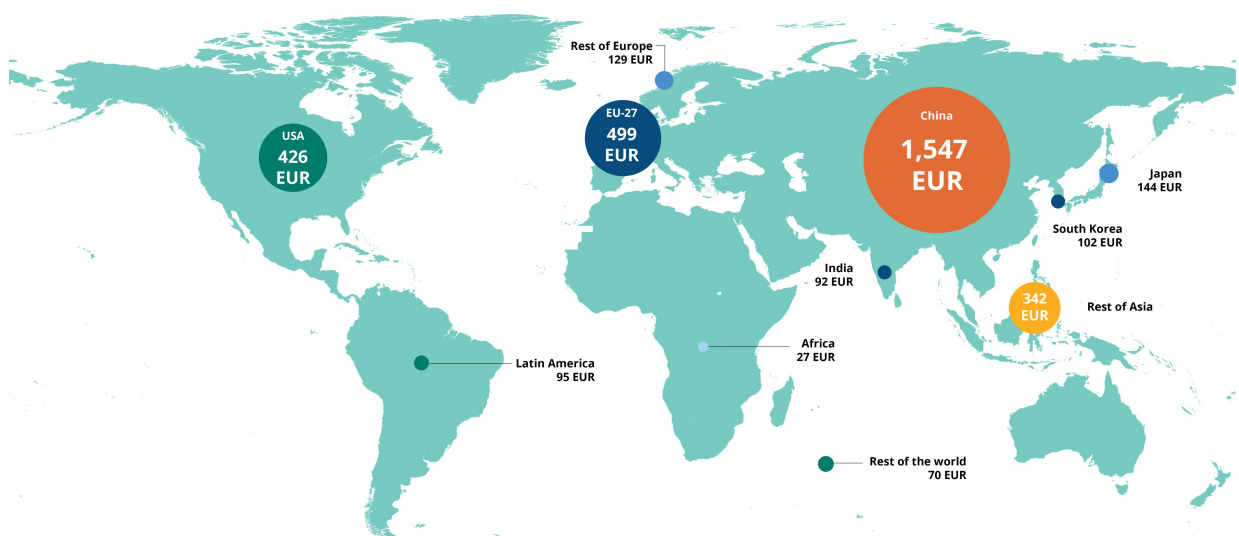 Rest of Europe
129 EUR
EU-27
499
EUR
USA
426
EUR
China
1,547
EUR
Japan
144 EUR
South Korea
102 EUR
India
92 EUR
342
EUR
Rest of Asia
Africa
27 EUR
Latin America
95 EUR
Rest of the world
70 EUR